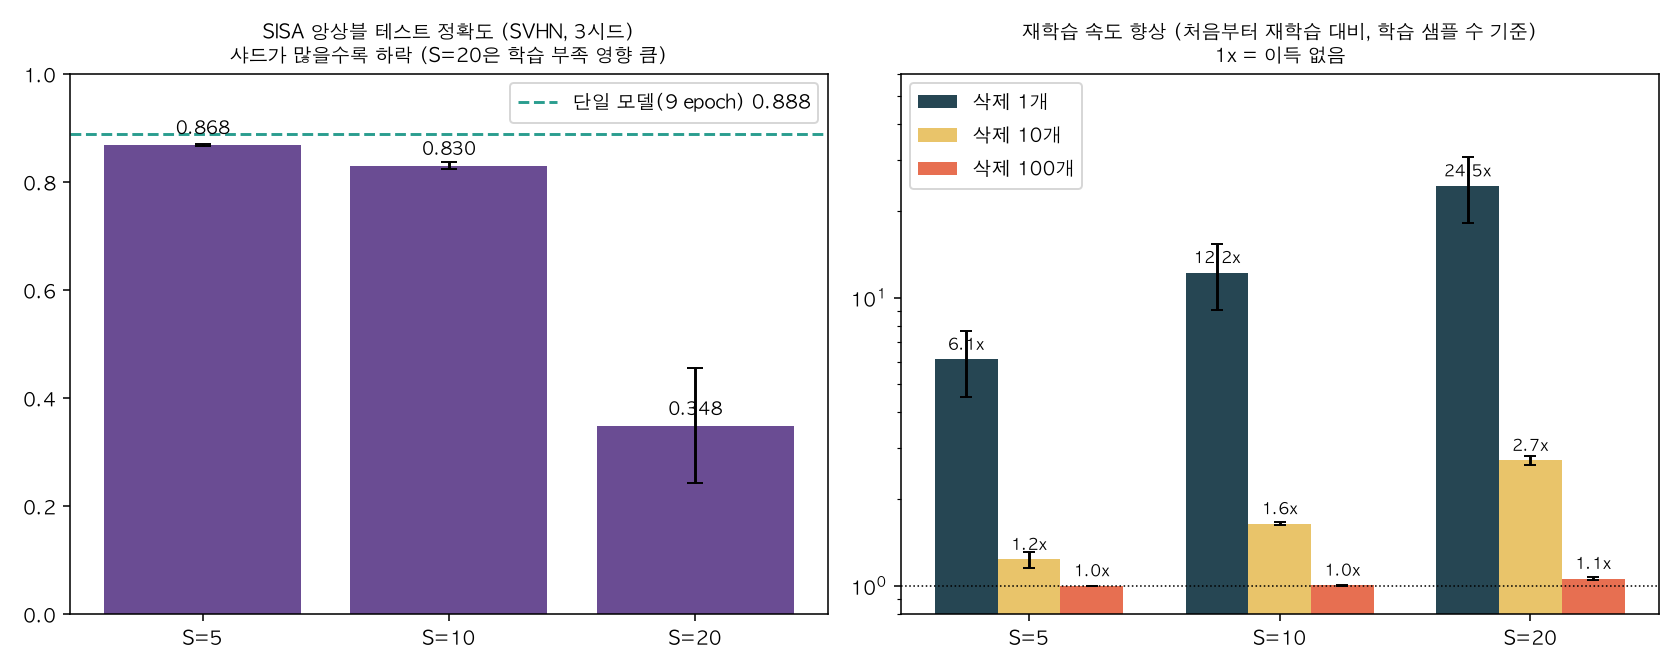 SISA 앙상블 테스트 정확도 (SVHN, 3시드)
샤드가 많을수록 하락 (S=20은 학습 부족 영향 큼)
단일 모델(9 epoch) 0.888
1.0
0.8
0.6
0.4
0.2
0.0
0.868
0.830
0.348
S=5
S=10
S=20
재학습 속도 향상 (처음부터 재학습 대비, 학습 샘플 수 기준)
1x = 이득 없음
삭제 1개
삭제 10개
삭제 100개
10¹
10⁰
6.1x
1.2x
1.0x
12.2x
1.6x
1.0x
24.5x
2.7x
1.1x
S=5
S=10
S=20